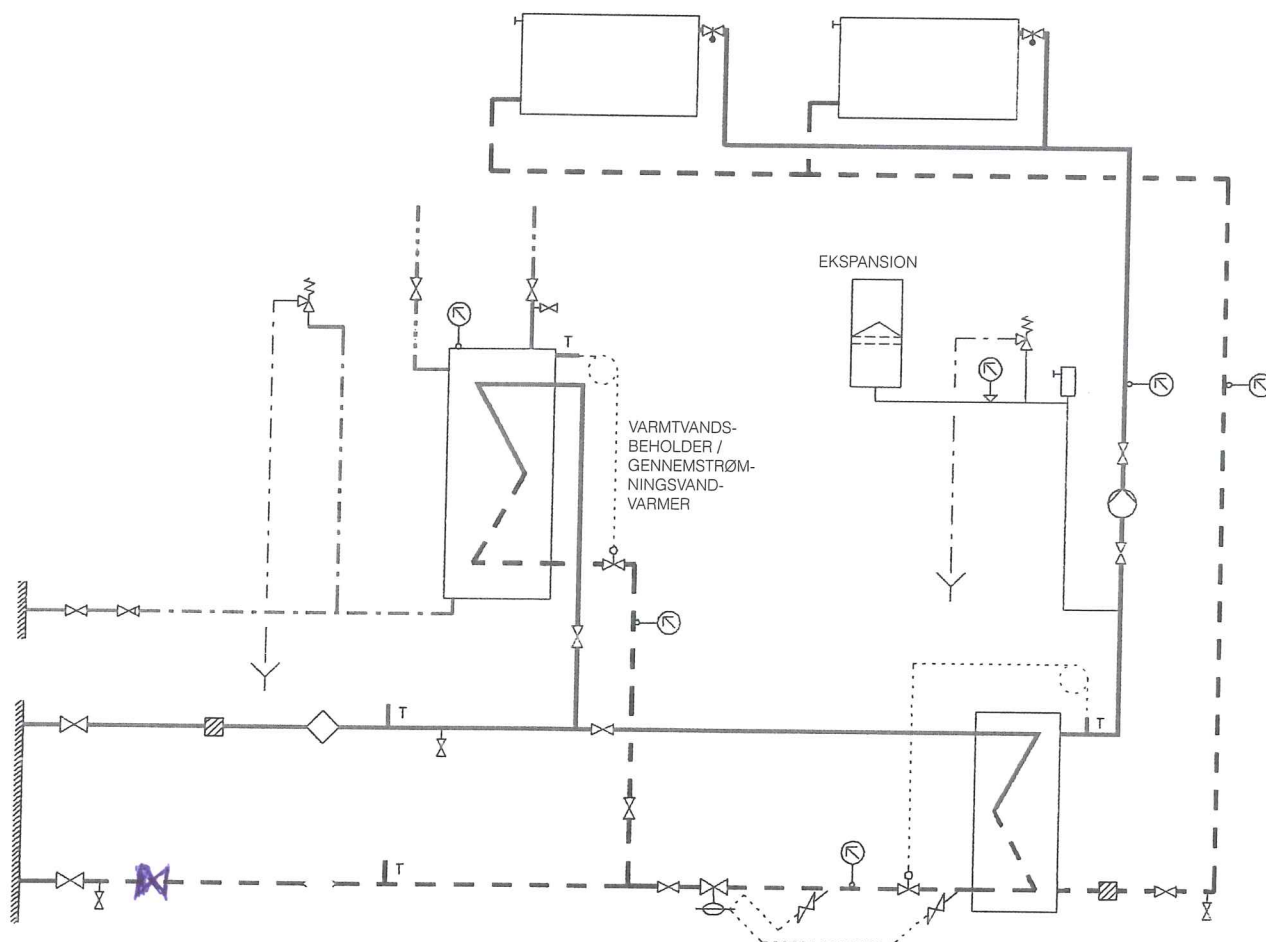 EKSPANSION
VARMTVANDS-
BEHOLDER /
GENNEMSTRØM-
NINGSVAND-
VARMER
T
T
T
T